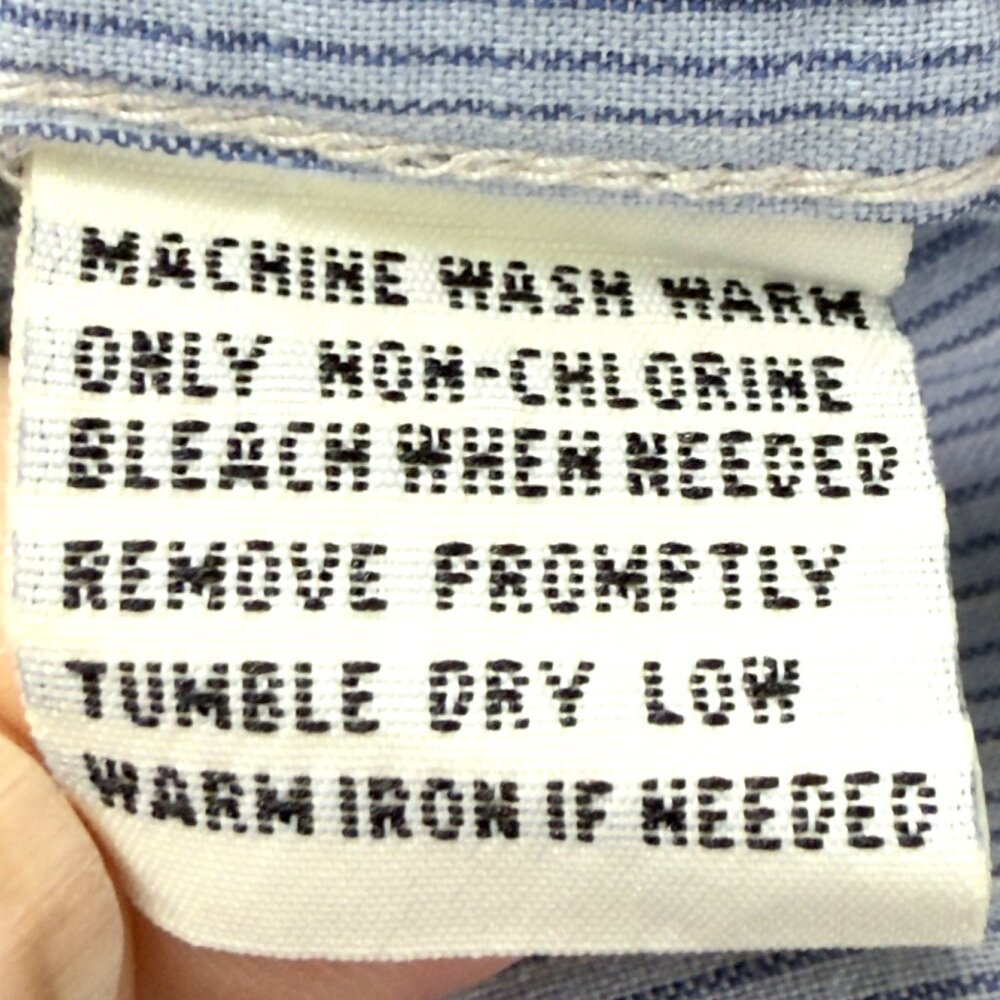 MACHINE WASH WARM
ONLY NON-CHLORINE
BLEACH WHEN NEEDED
REMOVE PROMPTLY
TUMBLE DRY LOW
WARM IRON IF NEEDED